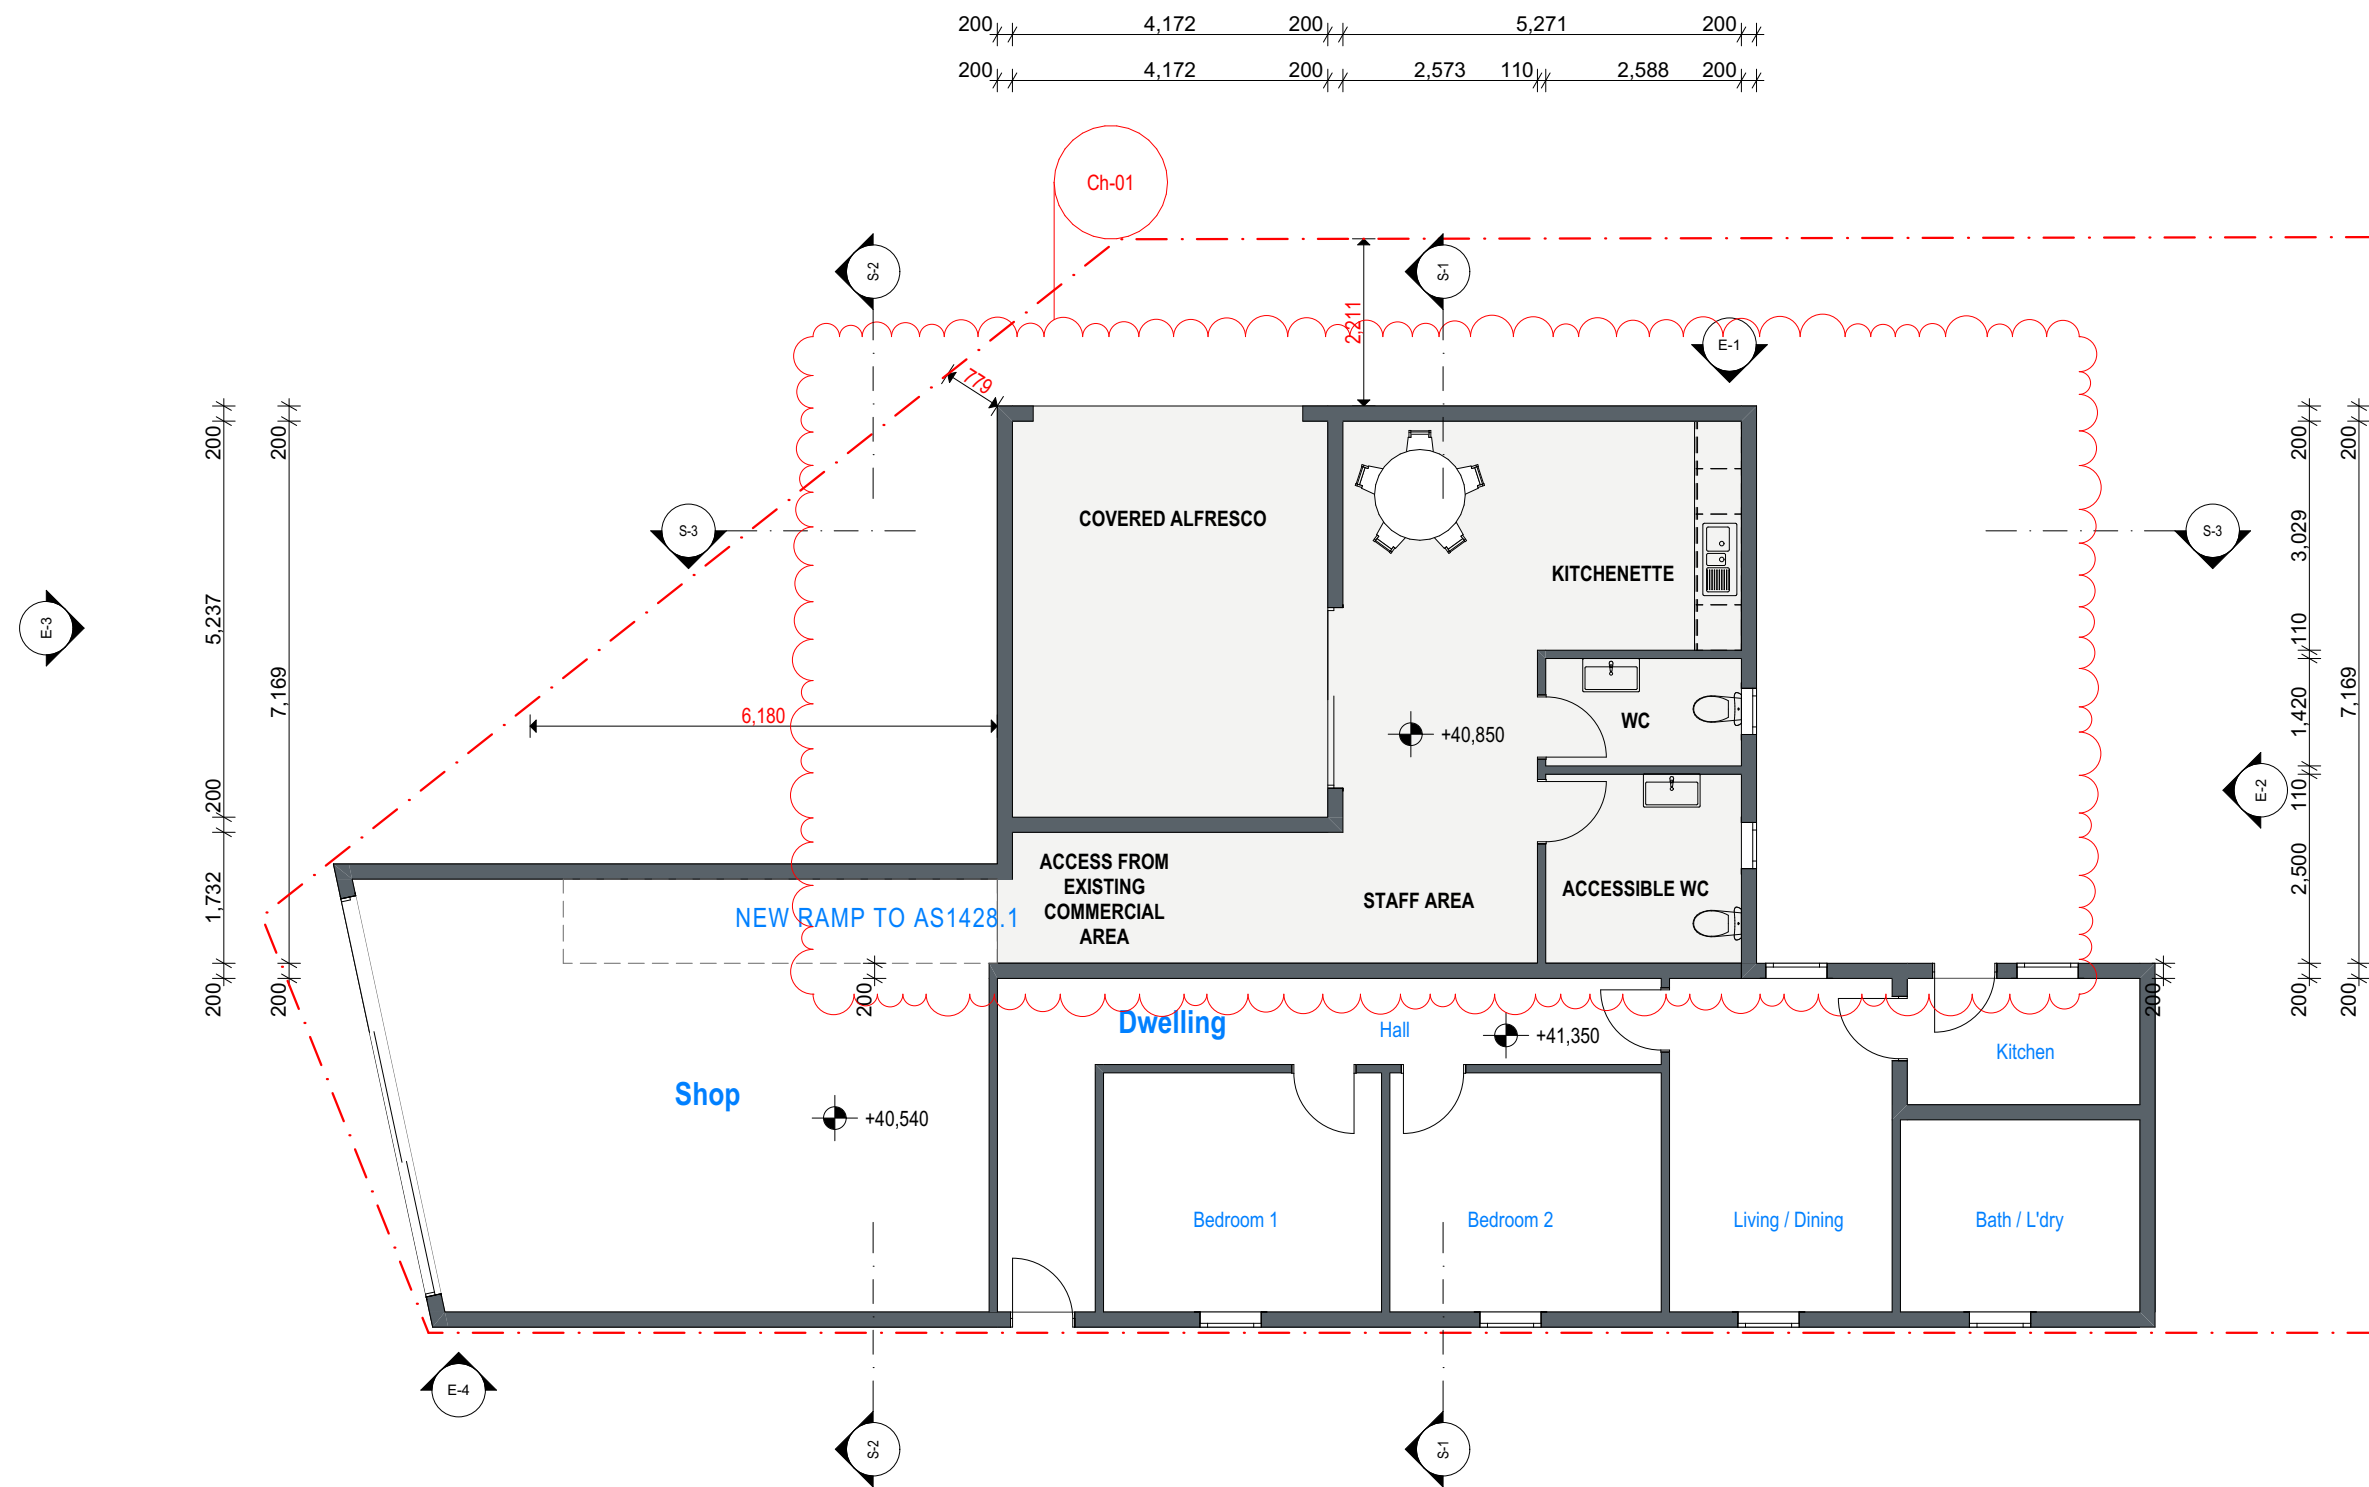 200 4,172 200 5,271 200
200 4,172 200 2,573 110 2,588 200
Ch-01
S-2
S-1
2,211
E-1
779
200
200
200
200
COVERED ALFRESCO
S-3
S-3
3,029
KITCHENETTE
E-3
5,237
110
7,169
7,169
6,180
WC
1,420
+40,850
E-2
200
110
ACCESS FROM
EXISTING
COMMERCIAL
AREA
STAFF AREA
ACCESSIBLE WC
1,732
2,500
NEW RAMP TO AS1428.1
200
200
200
200
200
200
Dwelling
Hall
+41,350
Kitchen
Shop
+40,540
Bedroom 1
Bedroom 2
Living / Dining
Bath / L'dry
E-4
S-2
S-1